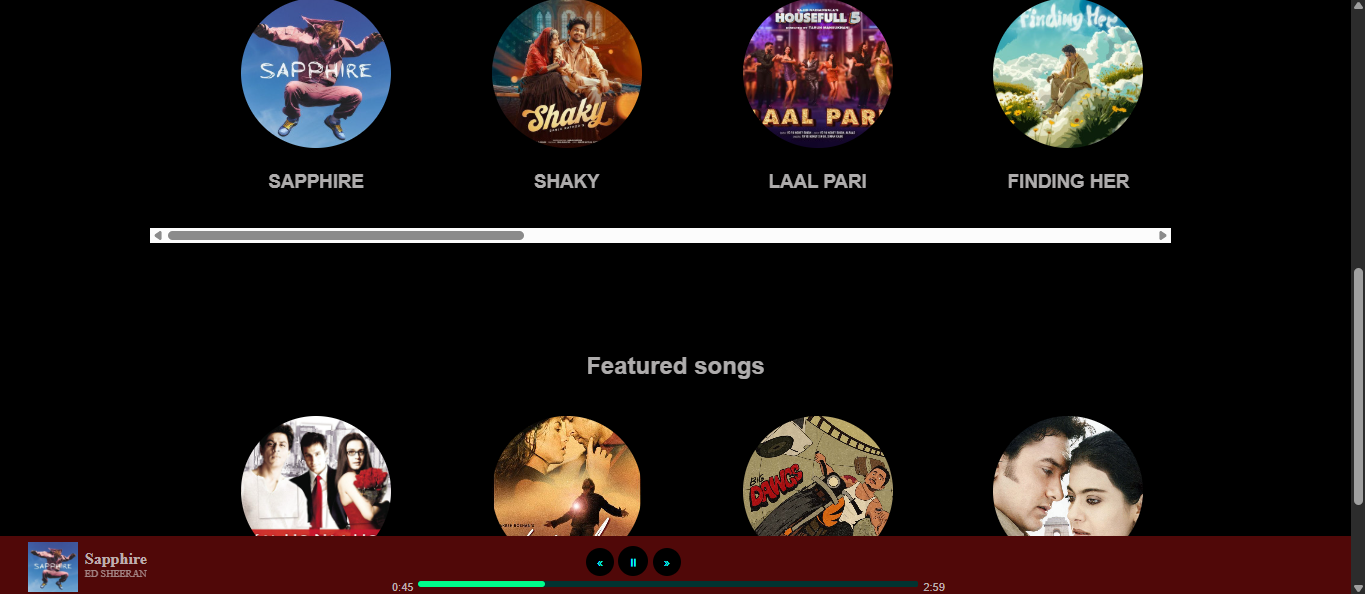 SAPPHIRE
Shaky
HOUSEFULL 5
LAAL PARI
Finding Her
SAPPHIRE
SHAKY
LAAL PARI
FINDING HER
Featured songs
BIG
DAWGS
SAPPHIRE
Sapphire
ED SHEERAN
«
»
0:45
2:59